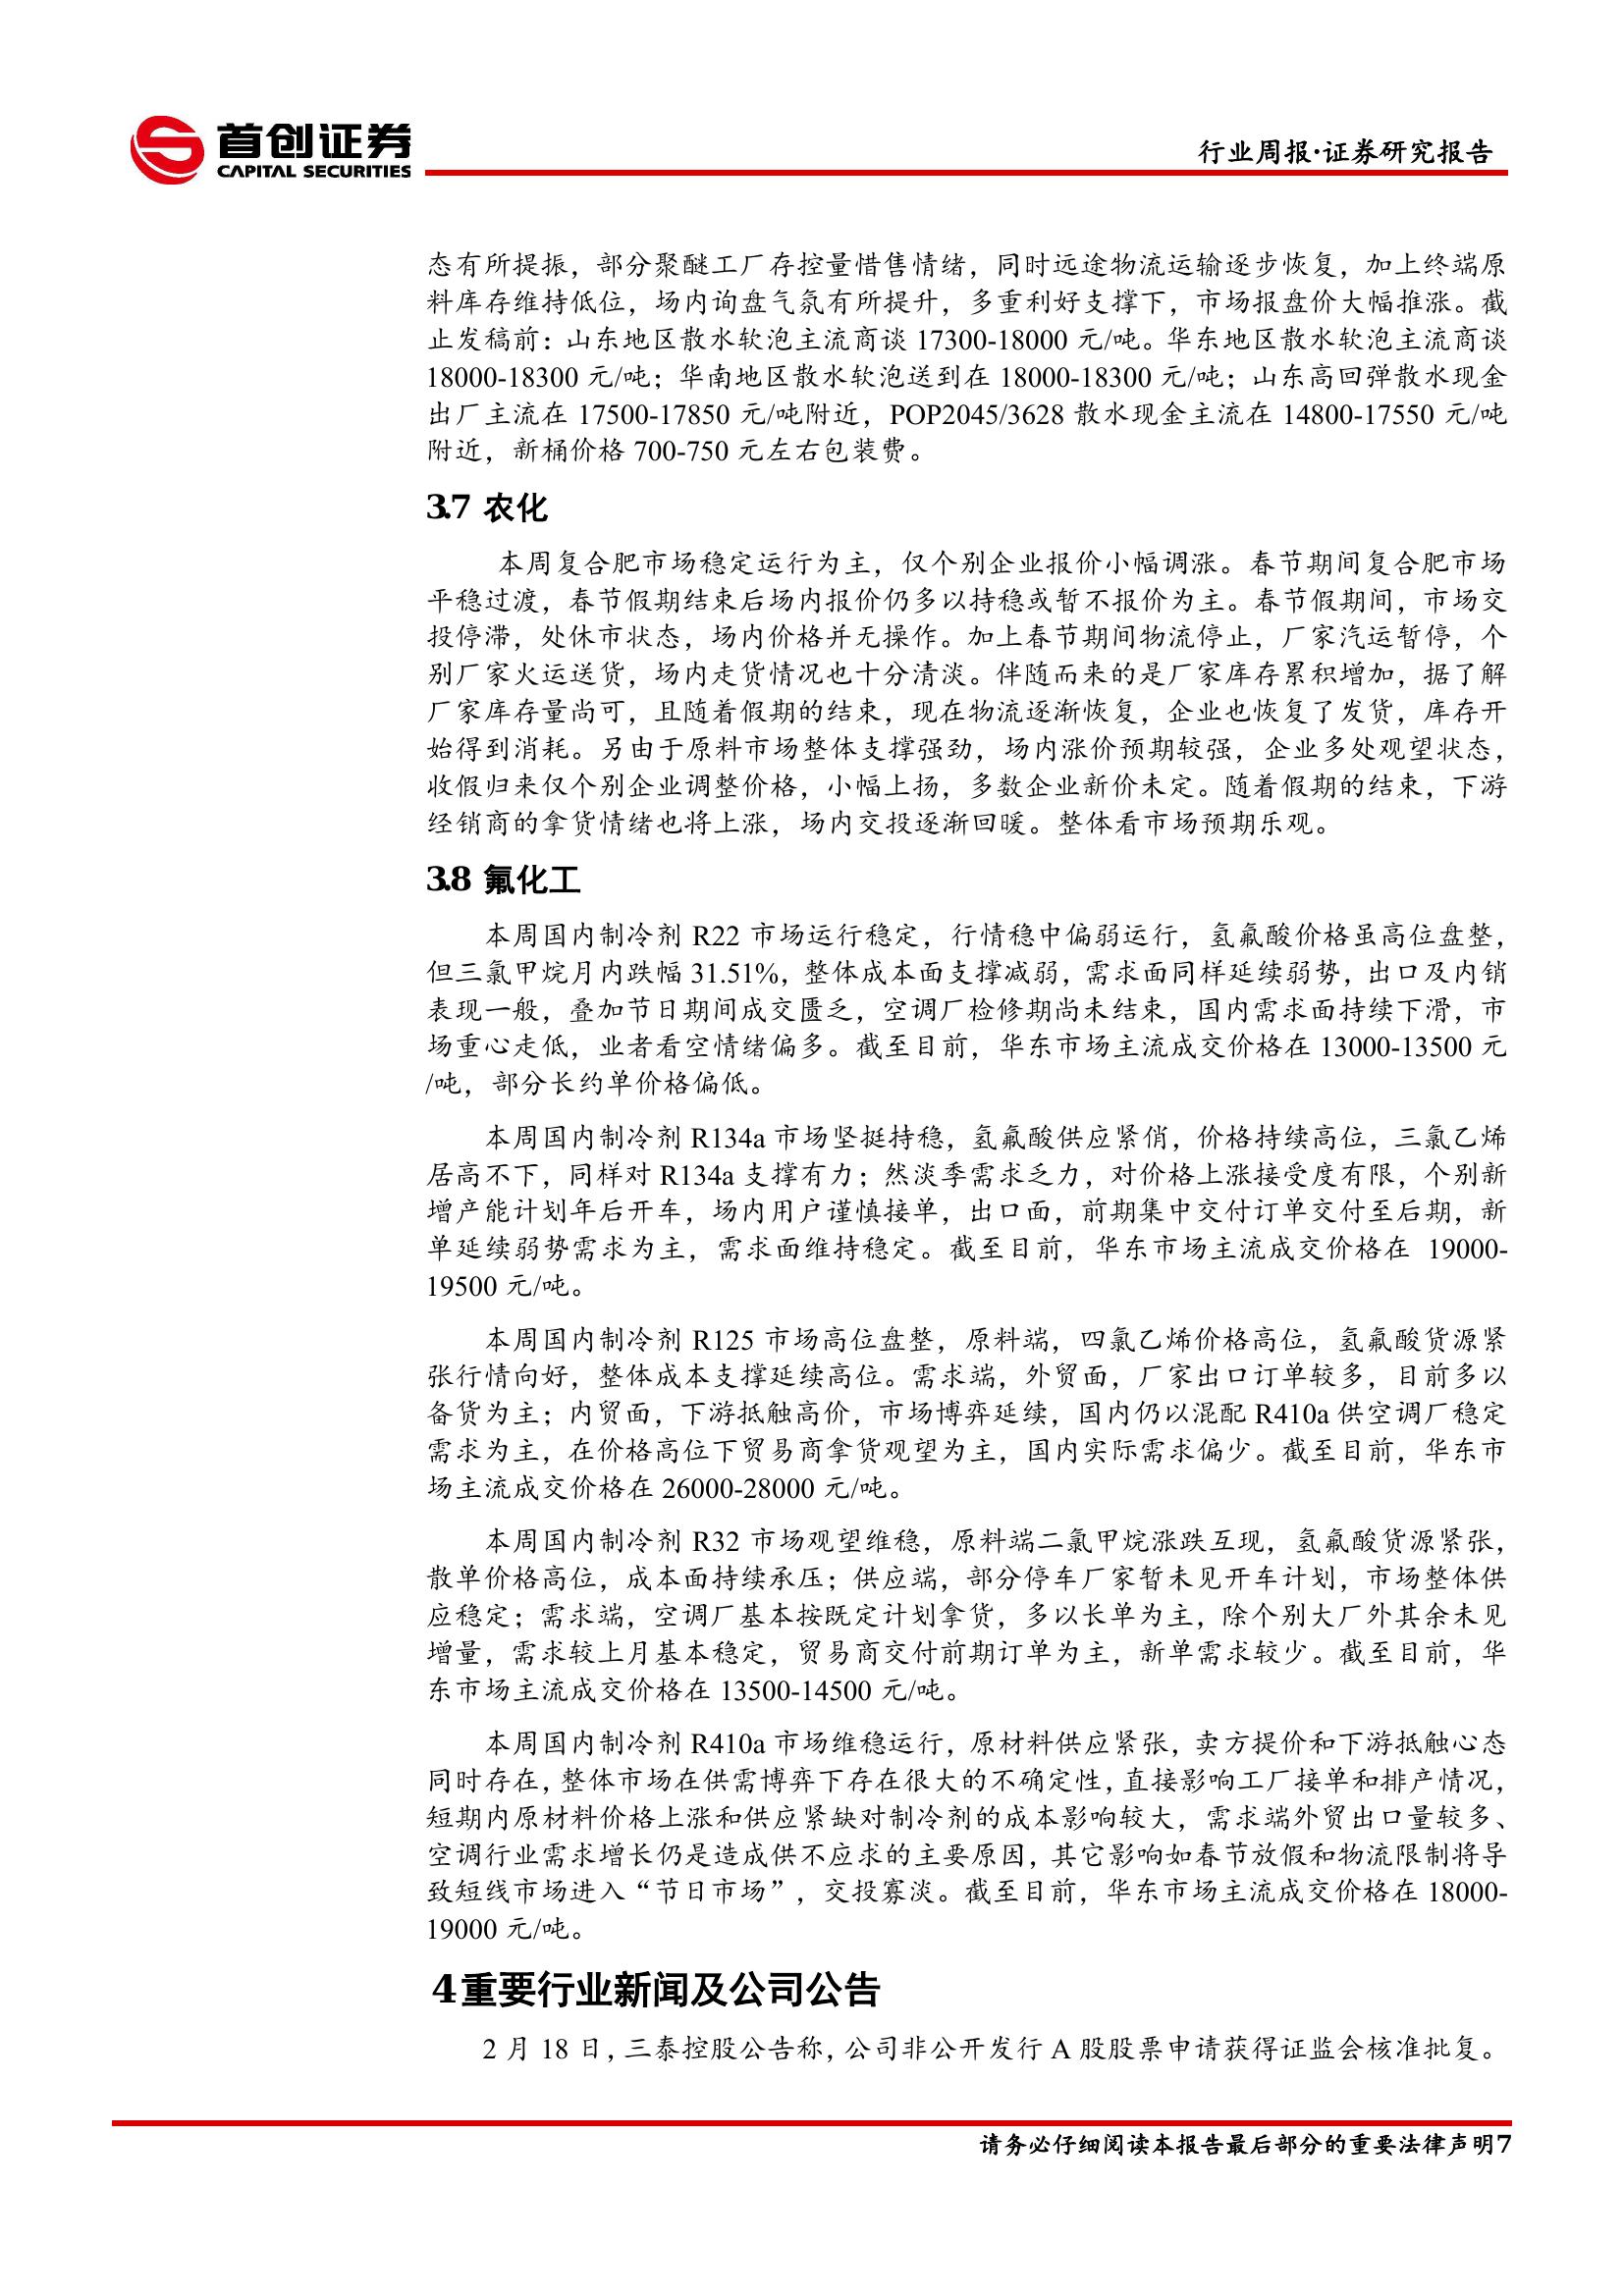 首创证券
CAPITAL SECURITIES
行业周报·证券研究报告
态有所提振，部分聚醚工厂存控量惜售情绪，同时远途物流运输逐步恢复，加上终端原
料库存维持低位，场内询盘气氛有所提升，多重利好支撑下，市场报盘价大幅推涨。截
止发稿前：山东地区散水软泡主流商谈 17300-18000 元/吨。华东地区散水软泡主流商谈
18000-18300 元/吨；华南地区散水软泡送到在 18000-18300 元/吨；山东高回弹散水现金
出厂主流在 17500-17850 元/吨附近，POP2045/3628 散水现金主流在 14800-17550 元/吨
附近，新桶价格 700-750 元左右包装费。
3.7 农化
本周复合肥市场稳定运行为主，仅个别企业报价小幅调涨。春节期间复合肥市场
平稳过渡，春节假期结束后场内报价仍多以持稳或暂不报价为主。春节假期间，市场交
投停滞，处休市状态，场内价格并无操作。加上春节期间物流停止，厂家汽运暂停，个
别厂家火运送货，场内走货情况也十分清淡。伴随而来的是厂家库存累积增加，据了解
厂家库存量尚可，且随着假期的结束，现在物流逐渐恢复，企业也恢复了发货，库存开
始得到消耗。另由于原料市场整体支撑强劲，场内涨价预期较强，企业多处观望状态，
收假归来仅个别企业调整价格，小幅上扬，多数企业新价未定。随着假期的结束，下游
经销商的拿货情绪也将上涨，场内交投逐渐回暖。整体看市场预期乐观。
3.8 氟化工
本周国内制冷剂 R22 市场运行稳定，行情稳中偏弱运行，氢氟酸价格虽高位盘整，
但三氯甲烷月内跌幅 31.51%，整体成本面支撑减弱，需求面同样延续弱势，出口及内销
表现一般，叠加节日期间成交匮乏，空调厂检修期尚未结束，国内需求面持续下滑，市
场重心走低，业者看空情绪偏多。截至目前，华东市场主流成交价格在 13000-13500 元
/吨，部分长约单价格偏低。
本周国内制冷剂 R134a 市场坚挺持稳，氢氟酸供应紧俏，价格持续高位，三氯乙烯
居高不下，同样对 R134a 支撑有力；然淡季需求乏力，对价格上涨接受度有限，个别新
增产能计划年后开车，场内用户谨慎接单，出口面，前期集中交付订单交付至后期，新
单延续弱势需求为主，需求面维持稳定。截至目前，华东市场主流成交价格在 19000-
19500 元/吨。
本周国内制冷剂 R125 市场高位盘整，原料端，四氯乙烯价格高位，氢氟酸货源紧
张行情向好，整体成本支撑延续高位。需求端，外贸面，厂家出口订单较多，目前多以
备货为主；内贸面，下游抵触高价，市场博弈延续，国内仍以混配 R410a 供空调厂稳定
需求为主，在价格高位下贸易商拿货观望为主，国内实际需求偏少。截至目前，华东市
场主流成交价格在 26000-28000 元/吨。
本周国内制冷剂 R32 市场观望维稳，原料端二氯甲烷涨跌互现，氢氟酸货源紧张，
散单价格高位，成本面持续承压；供应端，部分停车厂家暂未见开车计划，市场整体供
应稳定；需求端，空调厂基本按既定计划拿货，多以长单为主，除个别大厂外其余未见
增量，需求较上月基本稳定，贸易商交付前期订单为主，新单需求较少。截至目前，华
东市场主流成交价格在 13500-14500 元/吨。
本周国内制冷剂 R410a 市场维稳运行，原材料供应紧张，卖方提价和下游抵触心态
同时存在，整体市场在供需博弈下存在很大的不确定性，直接影响工厂接单和排产情况，
短期内原材料价格上涨和供应紧缺对制冷剂的成本影响较大，需求端外贸出口量较多、
空调行业需求增长仍是造成供不应求的主要原因，其它影响如春节放假和物流限制将导
致短线市场进入“节日市场”，交投寡淡。截至目前，华东市场主流成交价格在 18000-
19000 元/吨。
4 重要行业新闻及公司公告
2 月 18 日，三泰控股公告称，公司非公开发行 A 股股票申请获得证监会核准批复。
请务必仔细阅读本报告最后部分的重要法律声明7